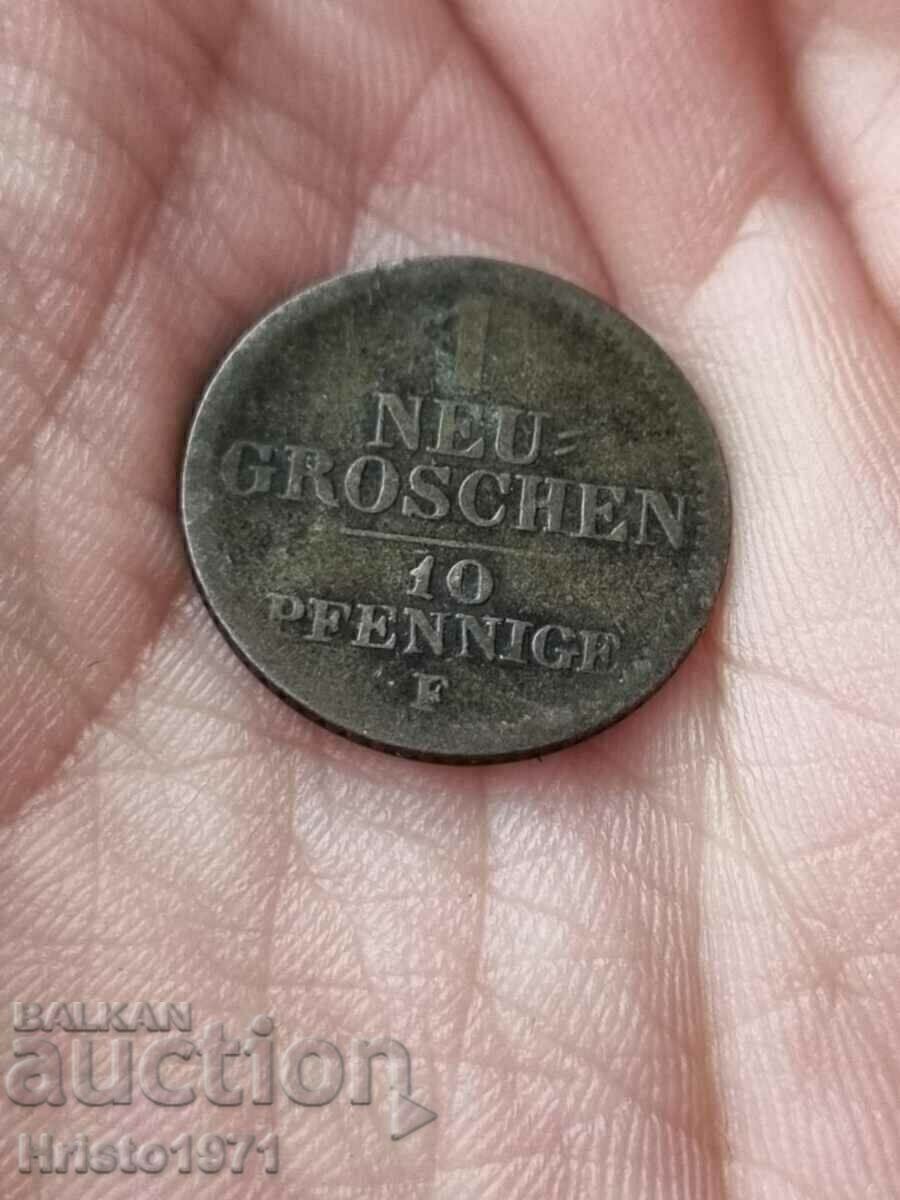 1
NEU-
GROSCHEN
10
PFENNIGE
F
BALKAN
auction
Hristo1971